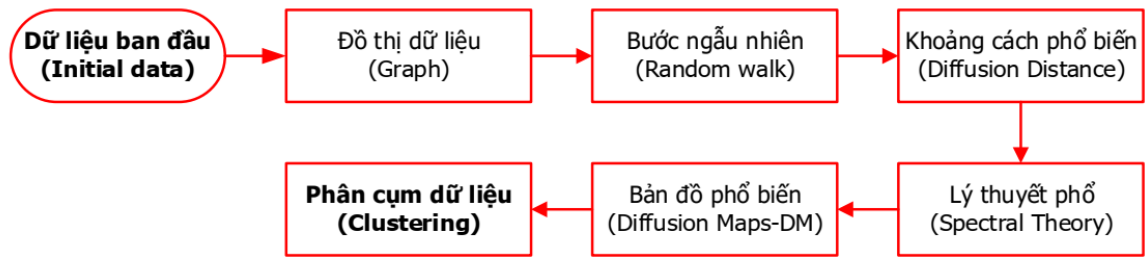 Dữ liệu ban đầu
(Initial data)
Đồ thị dữ liệu
(Graph)
Bước ngẫu nhiên
(Random walk)
Khoảng cách phổ biến
(Diffusion Distance)
Lý thuyết phổ
(Spectral Theory)
Bản đồ phổ biến
(Diffusion Maps-DM)
Phân cụm dữ liệu
(Clustering)